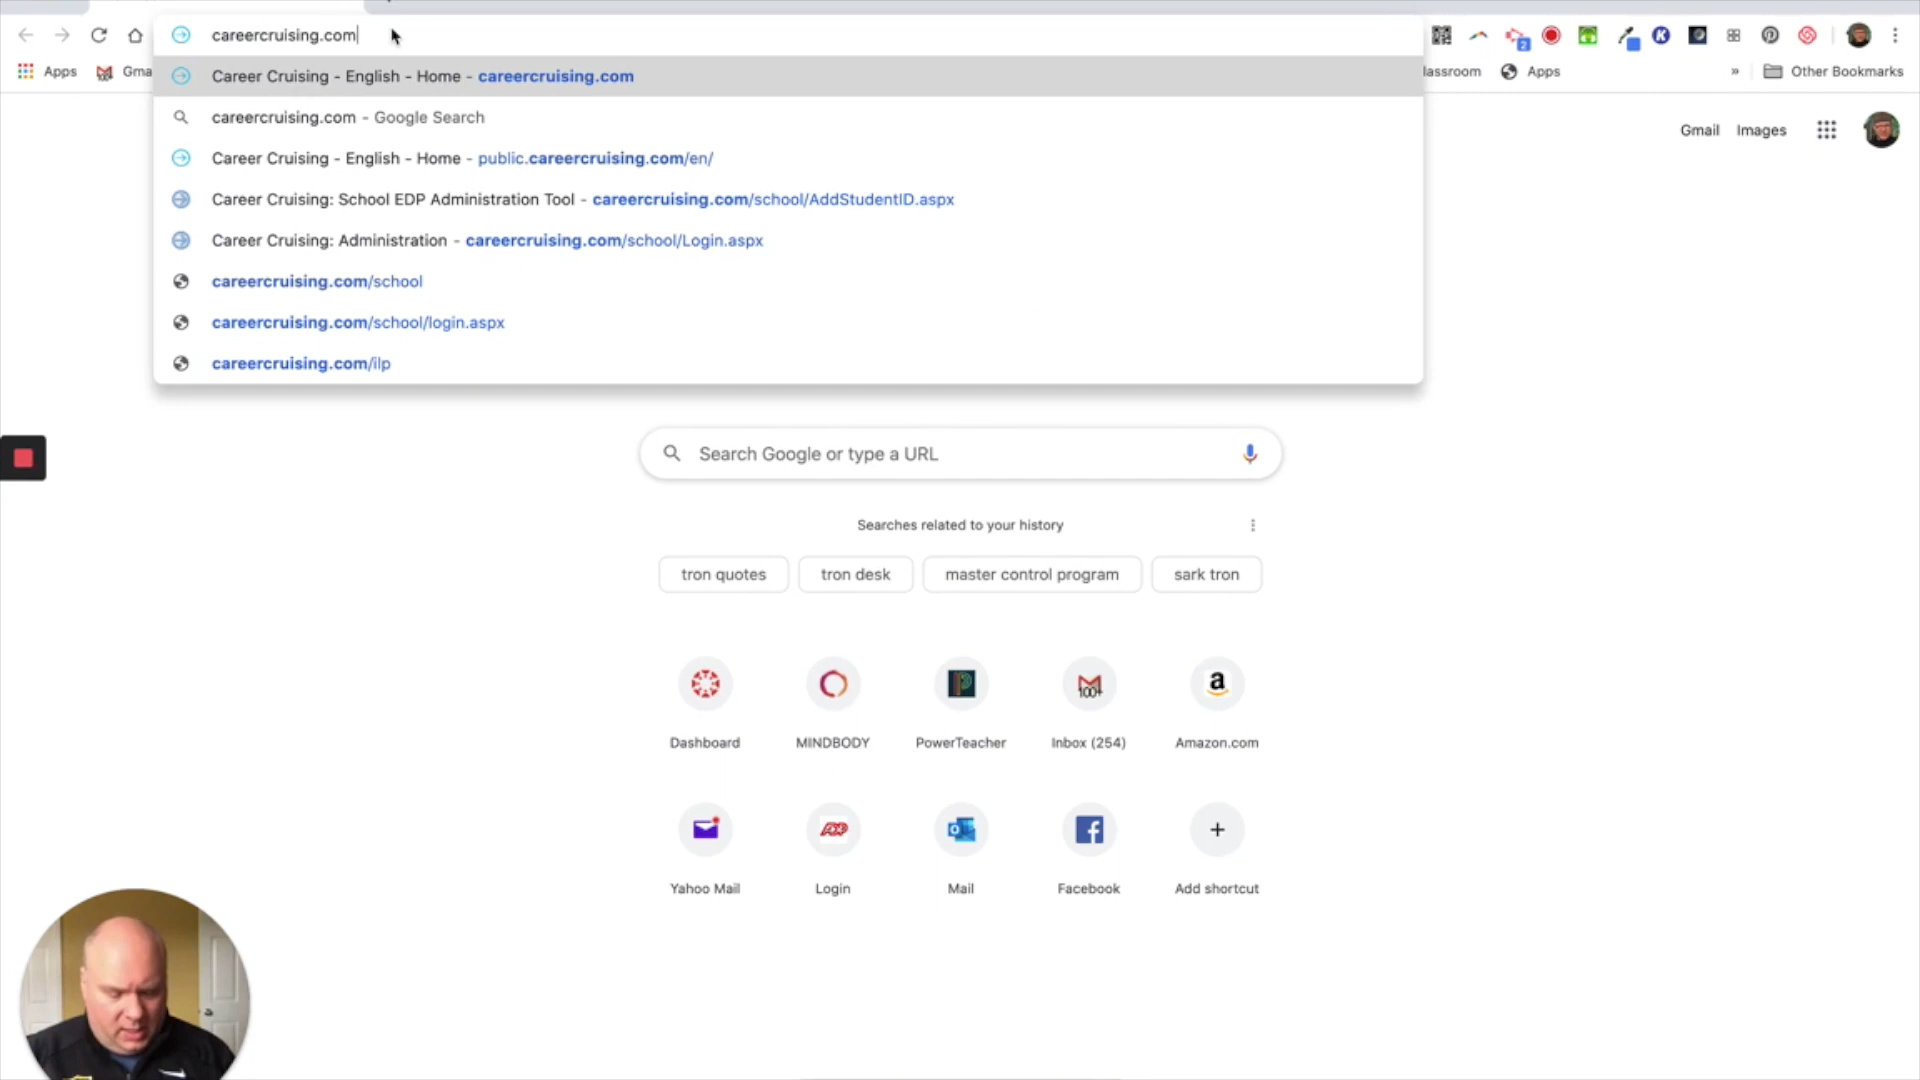 careercruising.com
Apps Gma lassroom Apps » Other Bookmarks
2
K
Career Cruising - English - Home - careercruising.com
careercruising.com - Google Search
Career Cruising - English - Home - public.careercruising.com/en/
Career Cruising: School EDP Administration Tool - careercruising.com/school/AddStudentID.aspx
Career Cruising: Administration - careercruising.com/school/Login.aspx
careercruising.com/school
careercruising.com/school/login.aspx
careercruising.com/ilp
Gmail Images
Search Google or type a URL
Searches related to your history
tron quotes tron desk master control program sark tron
100+
a
Dashboard MINDBODY PowerTeacher Inbox (254) Amazon.com
ADP
Yahoo Mail Login Mail Facebook Add shortcut